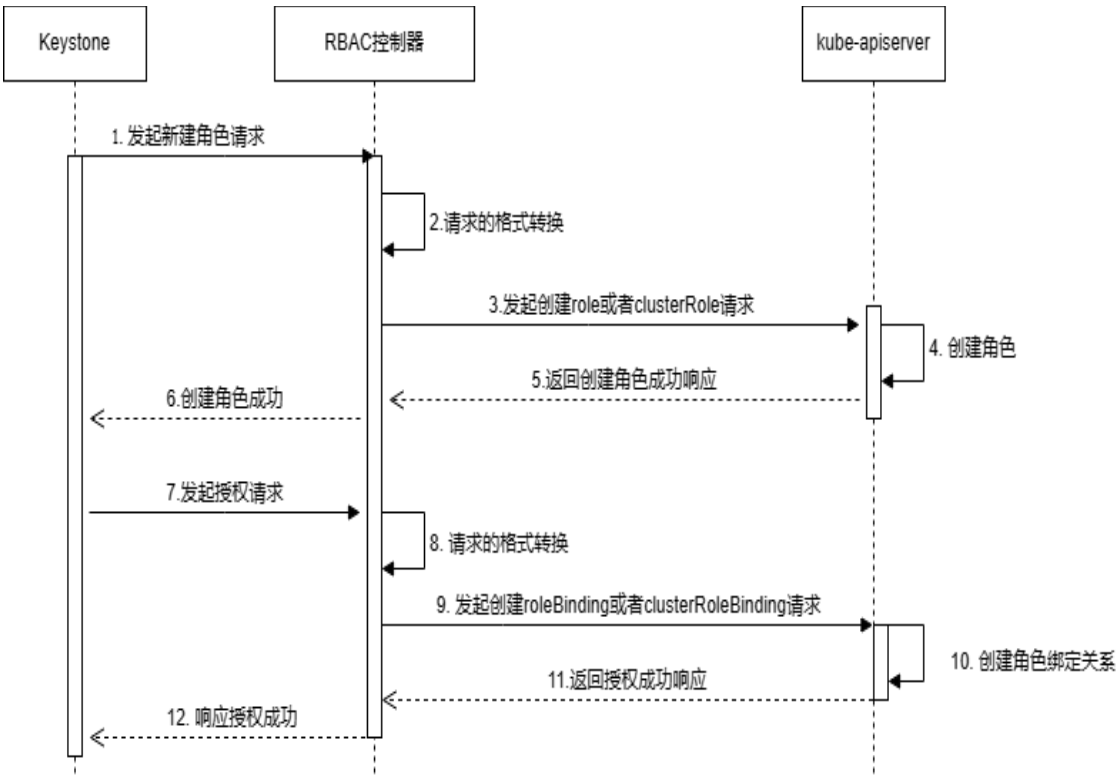 Keystone
RBAC控制器
kube-apiserver
1. 发起新建角色请求
2.请求的格式转换
3.发起创建role或者clusterRole请求
4. 创建角色
5.返回创建角色成功响应
6.创建角色成功
7.发起授权请求
8. 请求的格式转换
9. 发起创建roleBinding或者clusterRoleBinding请求
10. 创建角色绑定关系
11.返回授权成功响应
12. 响应授权成功